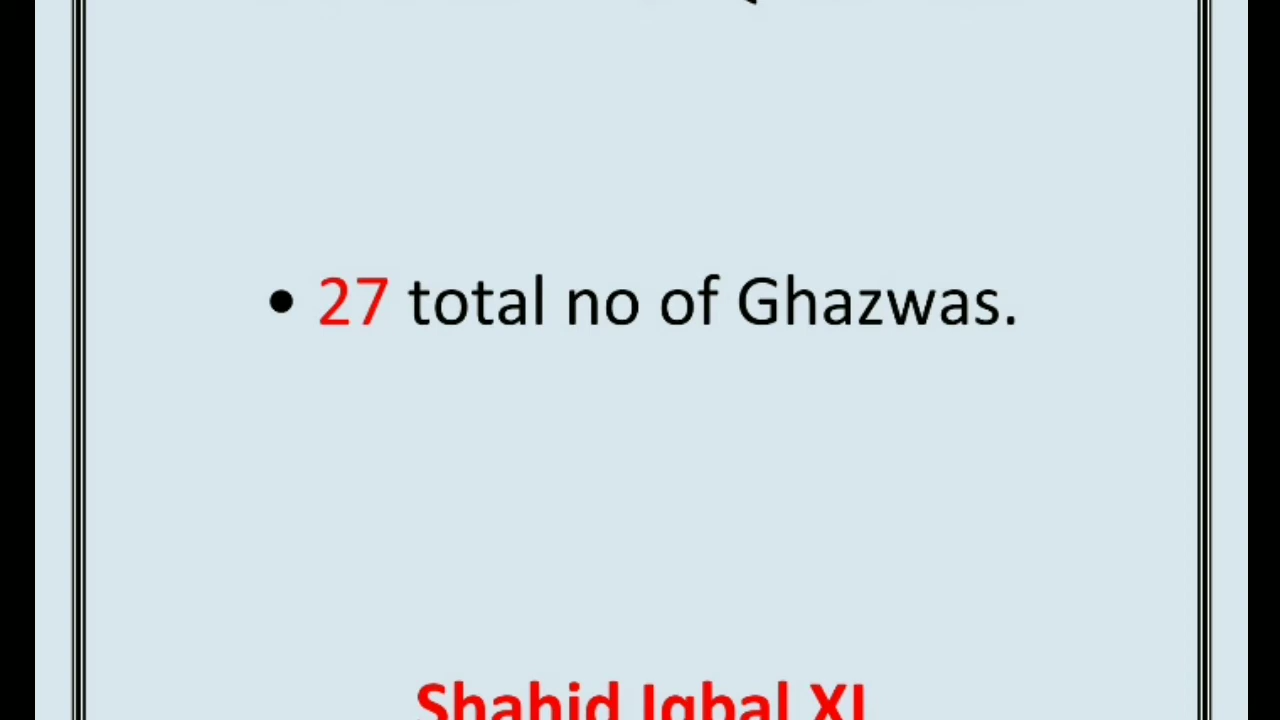 • 27 total no of Ghazwas.
Shahid Iqbal XI